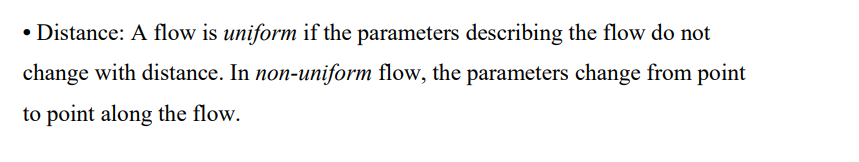 • Distance: A flow is uniform if the parameters describing the flow do not
change with distance. In non-uniform flow, the parameters change from point
to point along the flow.